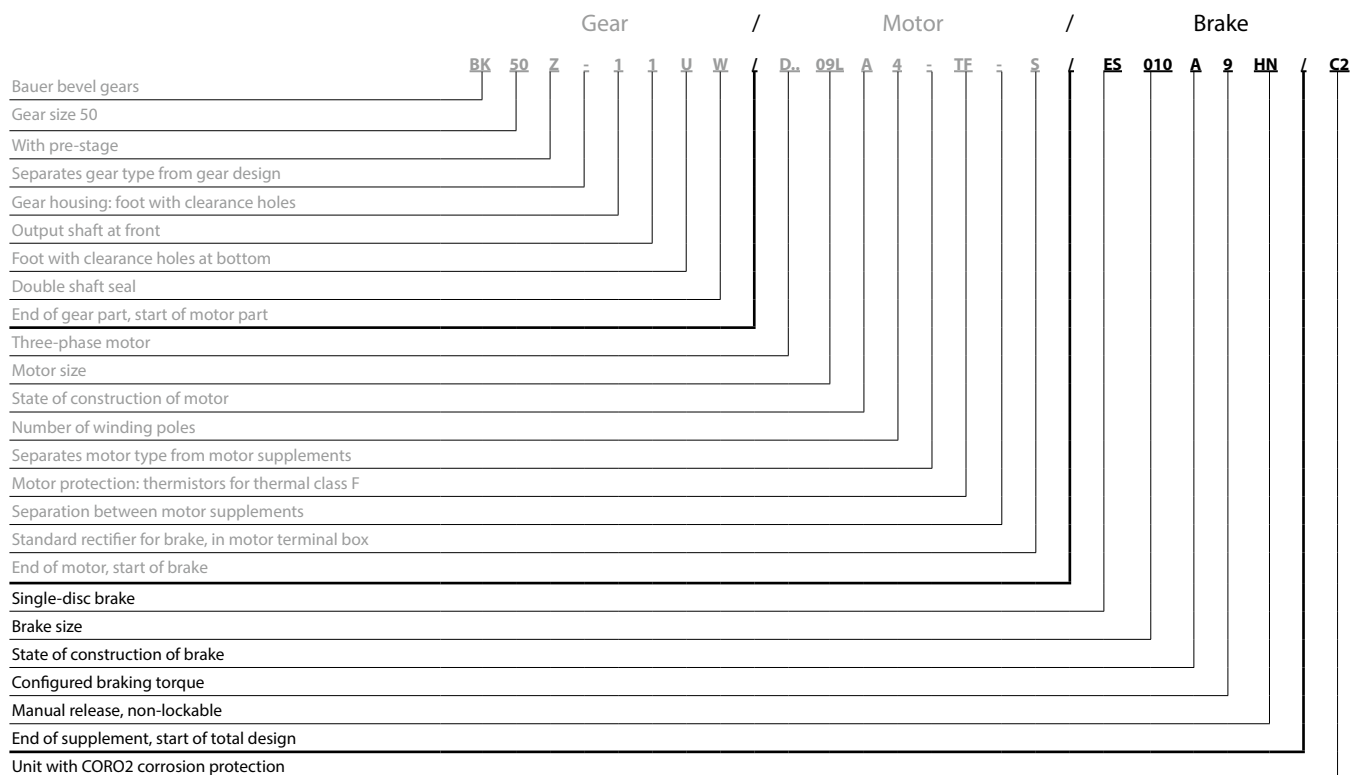 Gear / Motor / Brake
BK 50 Z - 1 1 U W / D.. 09L A 4 - TF - S / ES 010 A 9 HN / C2
Bauer bevel gears
Gear size 50
With pre-stage
Separates gear type from gear design
Gear housing: foot with clearance holes
Output shaft at front
Foot with clearance holes at bottom
Double shaft seal
End of gear part, start of motor part
Three-phase motor
Motor size
State of construction of motor
Number of winding poles
Separates motor type from motor supplements
Motor protection: thermistors for thermal class F
Separation between motor supplements
Standard rectifier for brake, in motor terminal box
End of motor, start of brake
Single-disc brake
Brake size
State of construction of brake
Configured braking torque
Manual release, non-lockable
End of supplement, start of total design
Unit with CORO2 corrosion protection